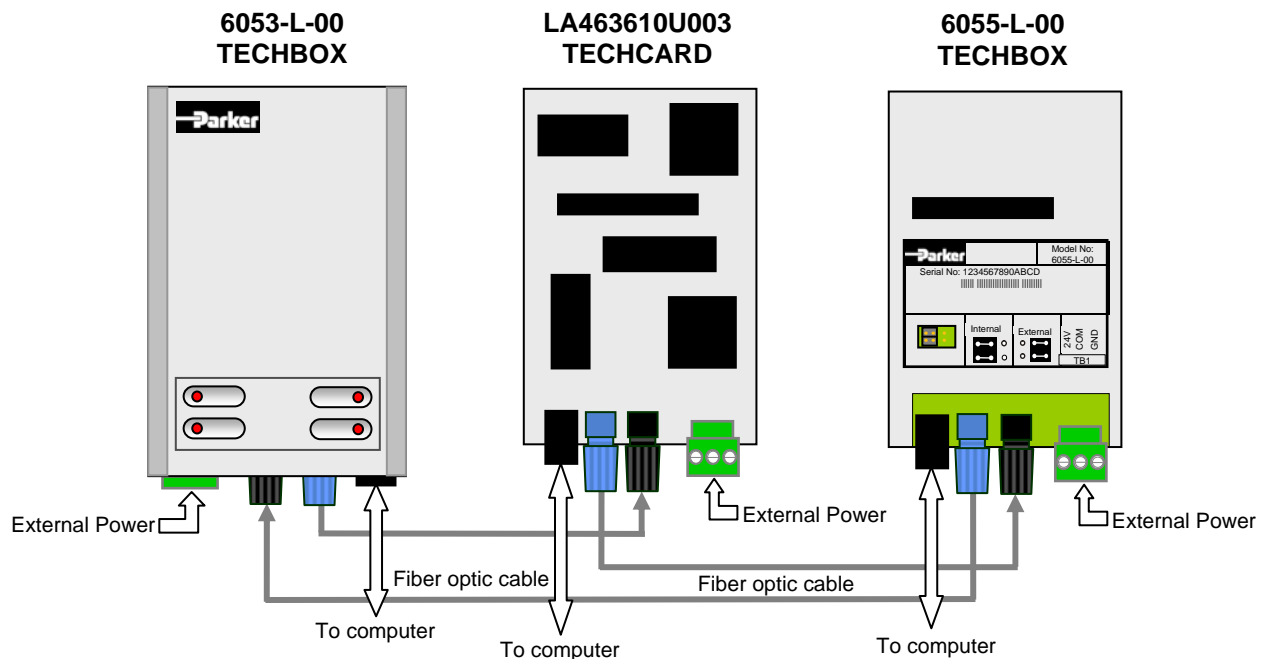 6053-L-00
TECHBOX
LA463610U003
TECHCARD
6055-L-00
TECHBOX
Parker
Parker
Model No:
6055-L-00
Serial No: 1234567890ABCD
Internal
External
24V
COM
GND
TB1
External Power
External Power
External Power
Fiber optic cable
Fiber optic cable
To computer
To computer
To computer